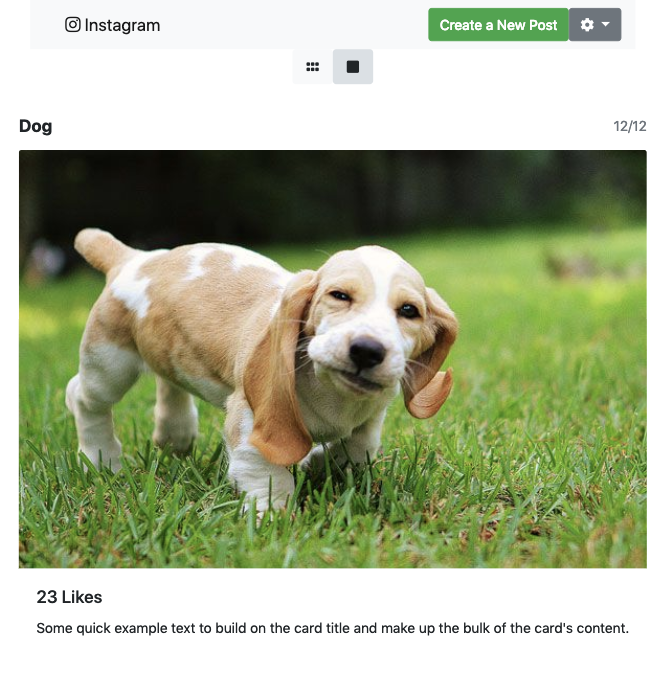 Instagram
Create a New Post
Dog
12/12
23 Likes
Some quick example text to build on the card title and make up the bulk of the card's content.